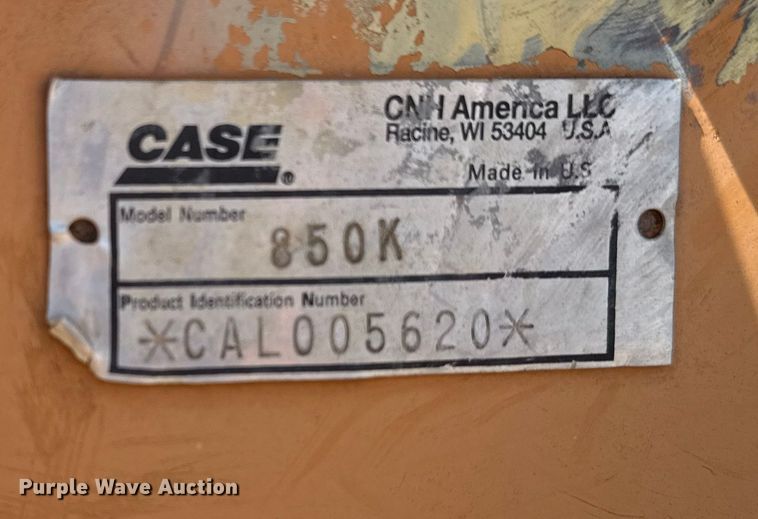 CASE®
CNH America LLC
Racine, WI 53404 U.S.A
Made in U.S
Model Number
850K
Product Identification Number
*CAL005620*
Purple Wave Auction